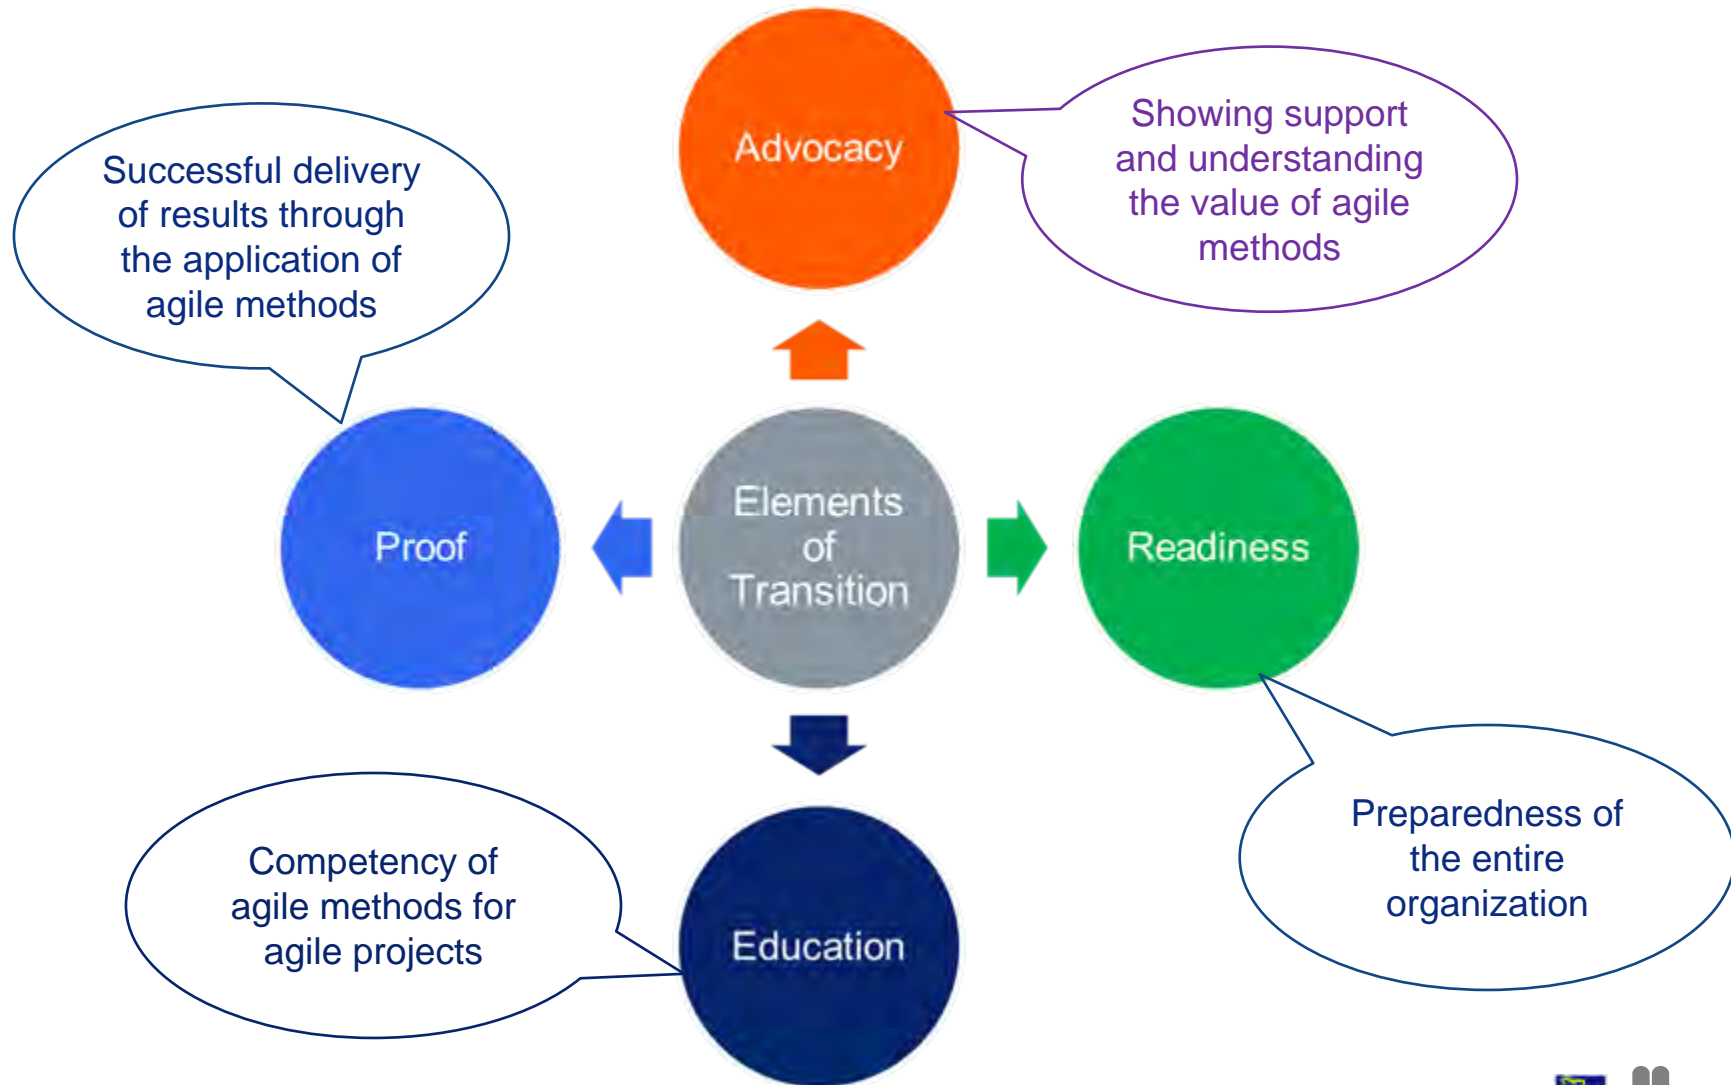 Advocacy
Showing support
and understanding
the value of agile
methods
Successful delivery
of results through
the application of
agile methods
Proof
Elements
of
Transition
Readiness
Preparedness of
the entire
organization
Competency of
agile methods for
agile projects
Education